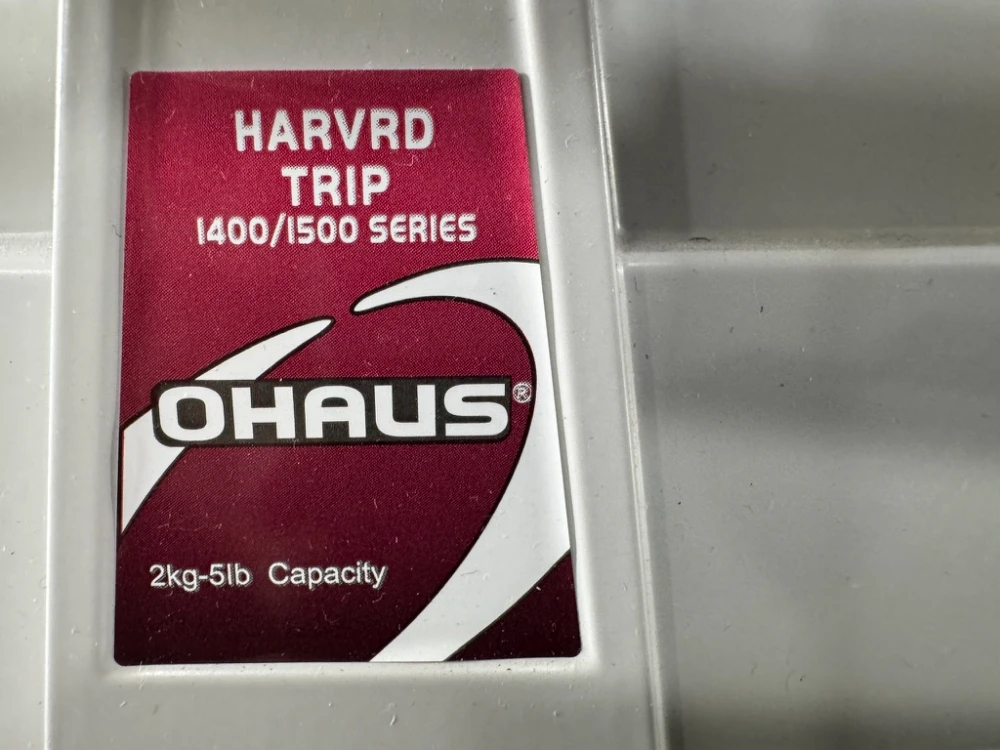 HARVRD
TRIP
1400/1500 SERIES
OHAUS®
2kg-5lb Capacity